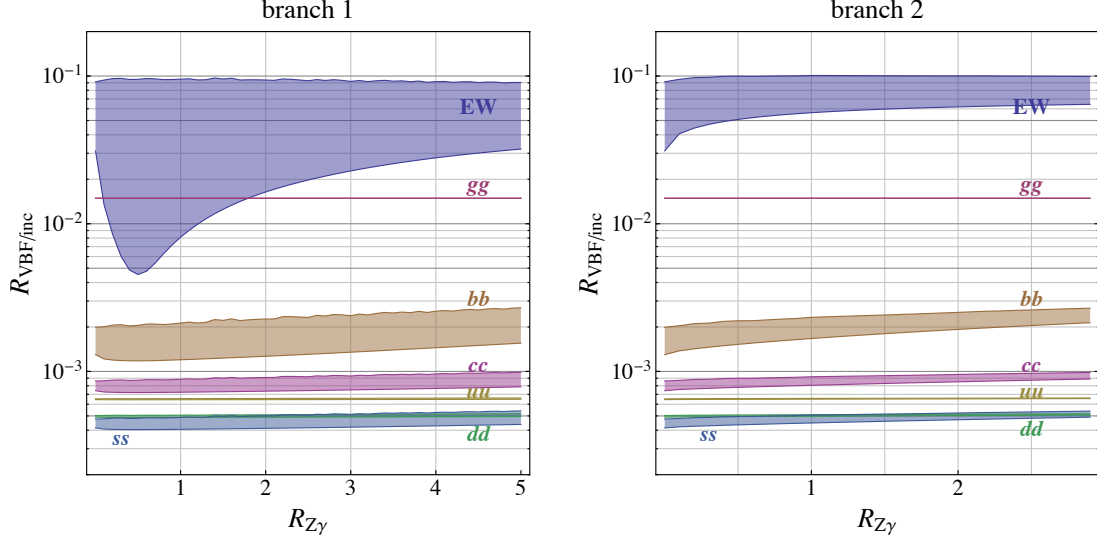 branch 1
10⁻¹
10⁻²
10⁻³
R_VBF/inc
EW
gg
bb
cc
uu
ss
dd
1 2 3 4 5
R_Zγ
branch 2
10⁻¹
10⁻²
10⁻³
R_VBF/inc
EW
gg
bb
cc
uu
ss
dd
1 2
R_Zγ